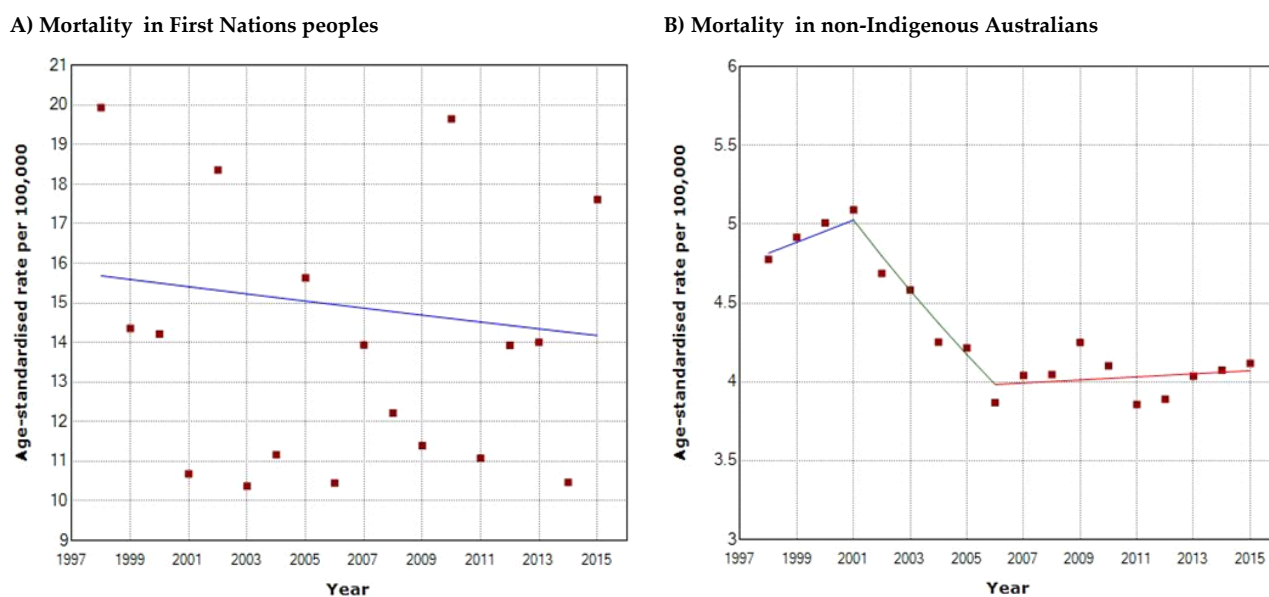 A) Mortality in First Nations peoples
21
20
19
18
17
16
15
14
13
12
11
10
9
Age-standardised rate per 100,000
1997 1999 2001 2003 2005 2007 2009 2011 2013 2015
Year
B) Mortality in non-Indigenous Australians
6
5.5
5
4.5
4
3.5
3
Age-standardised rate per 100,000
1997 1999 2001 2003 2005 2007 2009 2011 2013 2015
Year